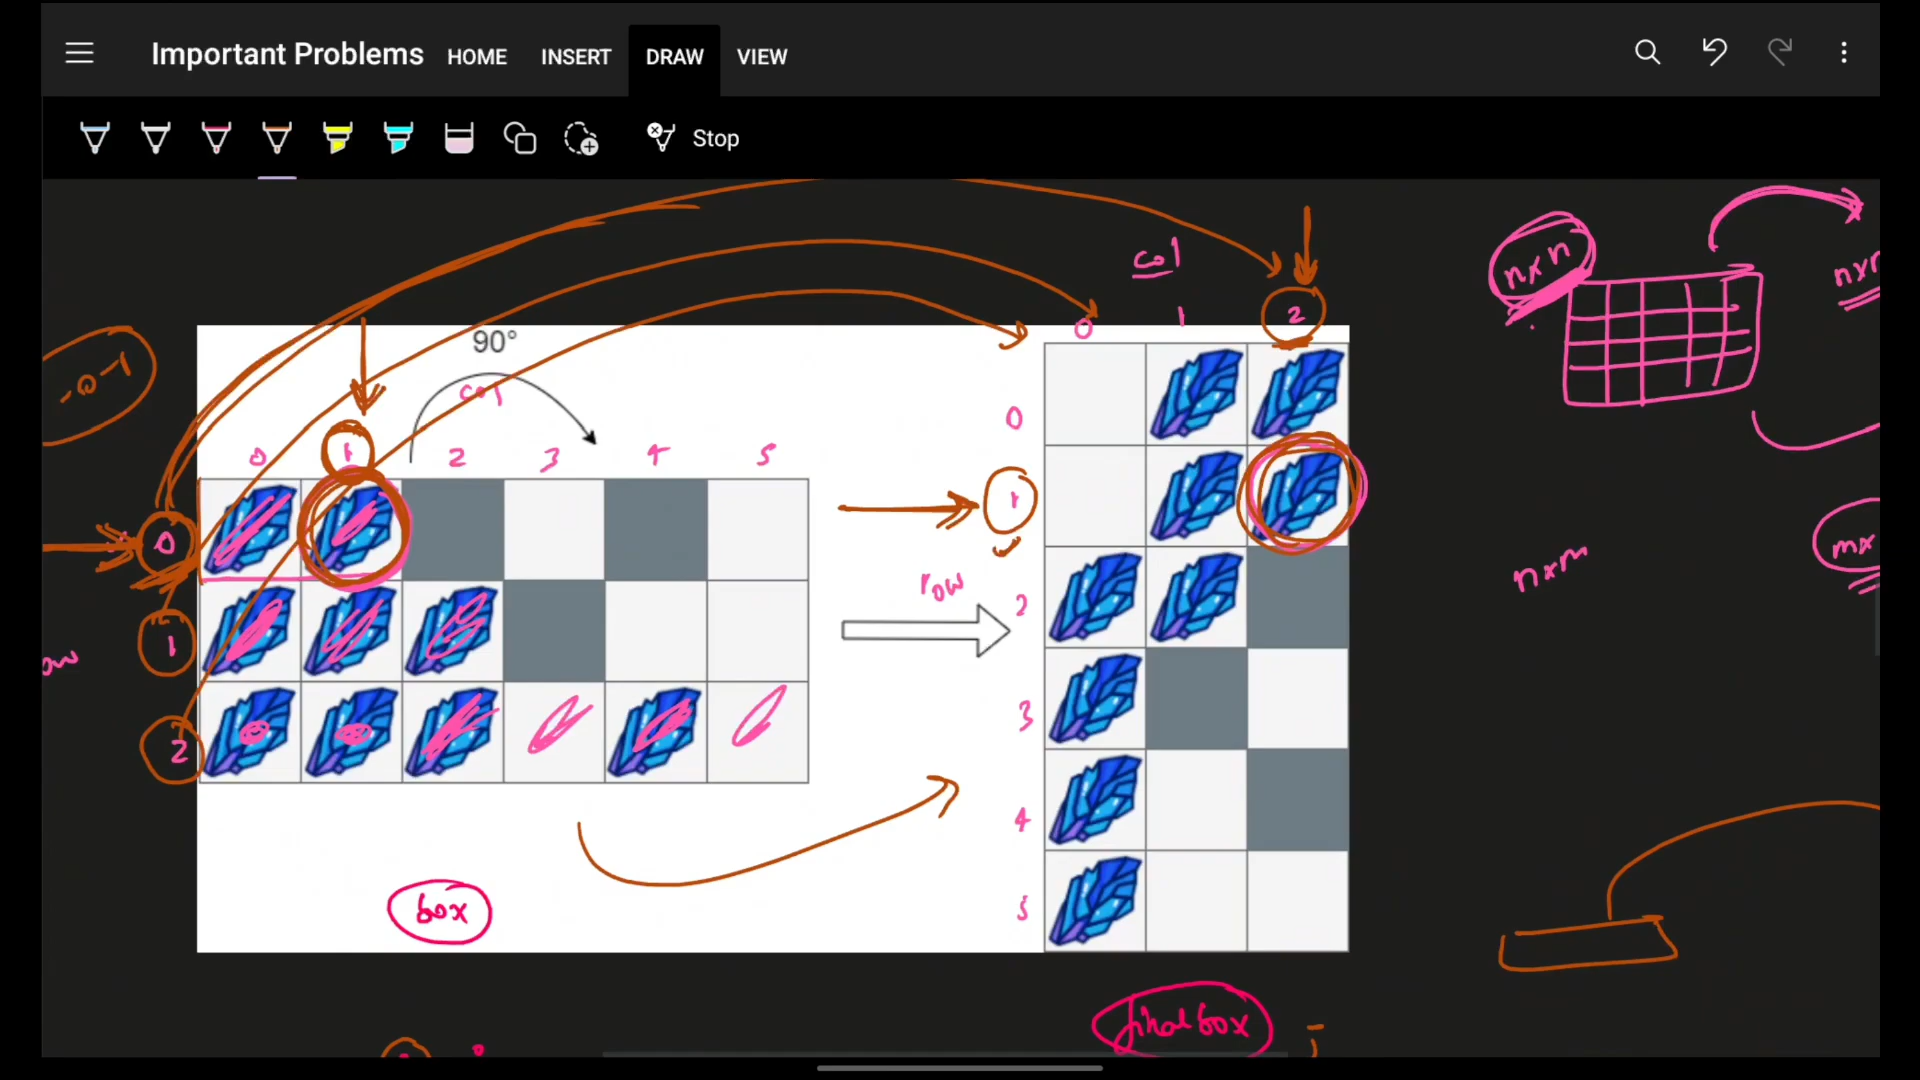 Important Problems HOME INSERT DRAW VIEW
Stop
col
n×n
90°
0 1 2
col
0 1 2 3 4 5
0
0
1
1
row
2
n×m
2
3
4
5
box
final box